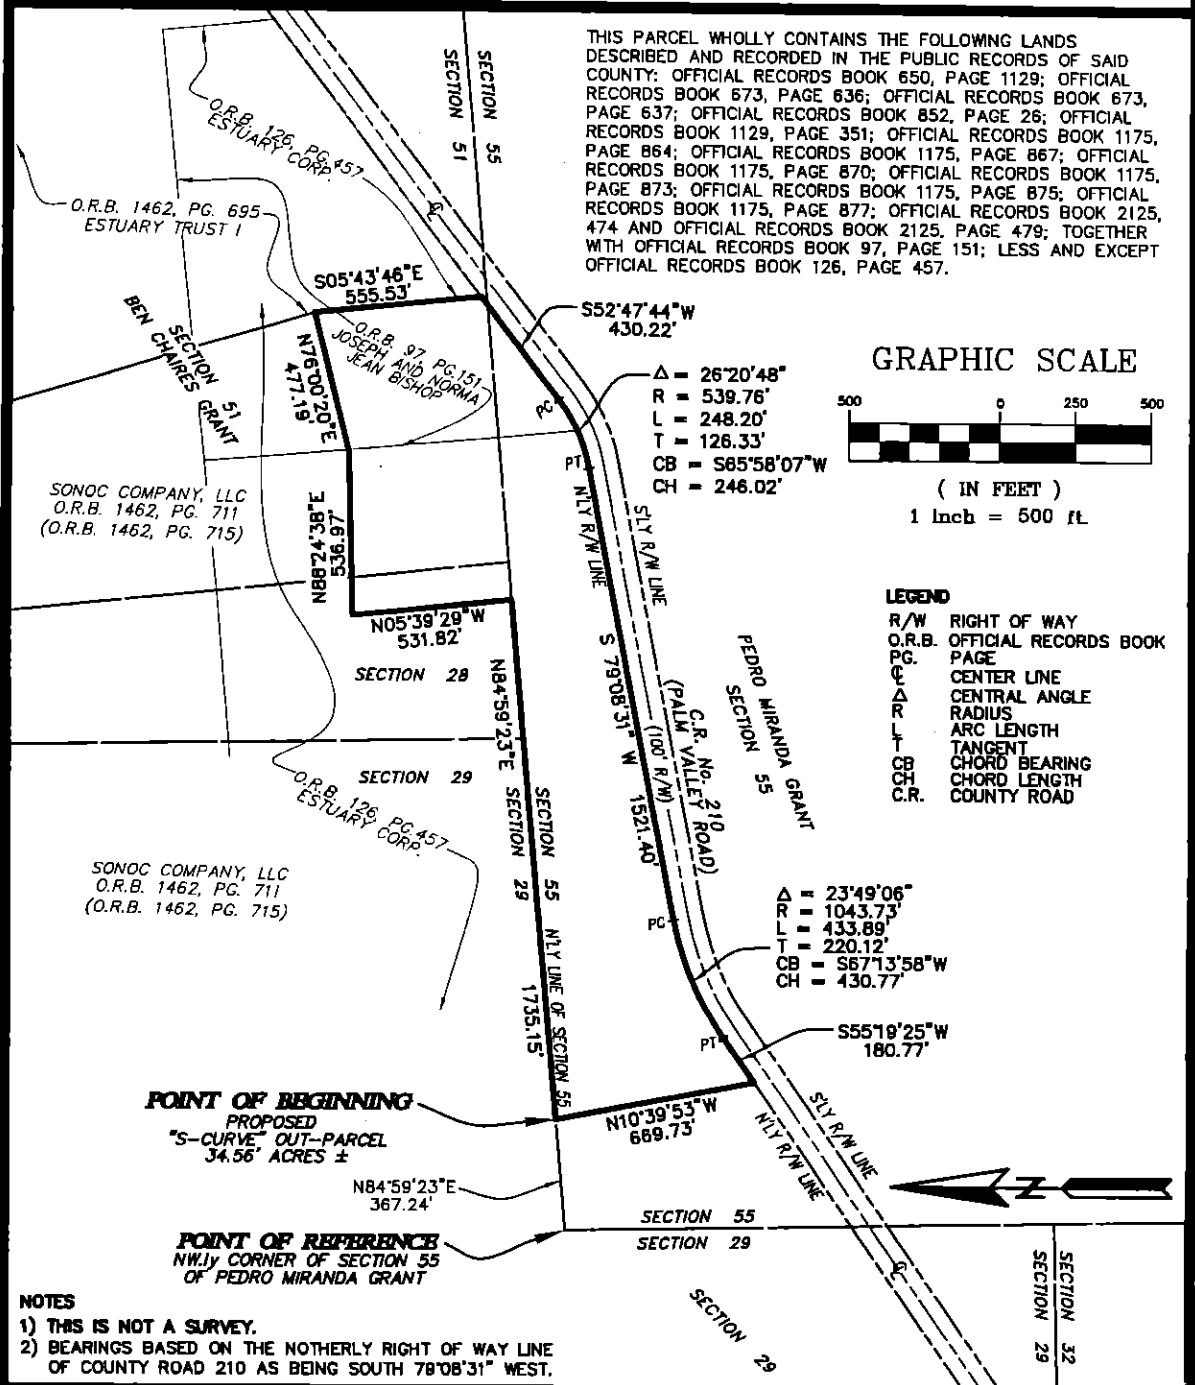 THIS PARCEL WHOLLY CONTAINS THE FOLLOWING LANDS
DESCRIBED AND RECORDED IN THE PUBLIC RECORDS OF SAID
COUNTY: OFFICIAL RECORDS BOOK 650, PAGE 1129; OFFICIAL
RECORDS BOOK 673, PAGE 636; OFFICIAL RECORDS BOOK 673,
PAGE 637; OFFICIAL RECORDS BOOK 852, PAGE 26; OFFICIAL
RECORDS BOOK 1129, PAGE 351; OFFICIAL RECORDS BOOK 1175,
PAGE 864; OFFICIAL RECORDS BOOK 1175, PAGE 867; OFFICIAL
RECORDS BOOK 1175, PAGE 870; OFFICIAL RECORDS BOOK 1175,
PAGE 873; OFFICIAL RECORDS BOOK 1175, PAGE 875; OFFICIAL
RECORDS BOOK 1175, PAGE 877; OFFICIAL RECORDS BOOK 2125,
474 AND OFFICIAL RECORDS BOOK 2125, PAGE 479; TOGETHER
WITH OFFICIAL RECORDS BOOK 97, PAGE 151; LESS AND EXCEPT
OFFICIAL RECORDS BOOK 126, PAGE 457.
SECTION 55
SECTION 51
O.R.B. 126, PG.457
ESTUARY CORP.
℄
O.R.B. 1462, PG. 695
ESTUARY TRUST I
S05°43'46"E
555.53'
SECTION 51
BEN CHAIRES GRANT
N76°00'20"E
477.19'
O.R.B. 97, PG.151
JOSEPH AND NORMA
JEAN BISHOP
S52°47'44"W
430.22'
PC
Δ = 26°20'48"
R = 539.76'
L = 248.20'
T = 126.33'
CB = S65°58'07"W
CH = 246.02'
PT
GRAPHIC SCALE
500 0 250 500
( IN FEET )
1 inch = 500 ft.
SONOC COMPANY, LLC
O.R.B. 1462, PG. 711
(O.R.B. 1462, PG. 715)
N88°24'38"E
536.97'
N'LY R/W LINE
S'LY R/W LINE
LEGEND
R/W RIGHT OF WAY
O.R.B. OFFICIAL RECORDS BOOK
PG. PAGE
℄ CENTER LINE
Δ CENTRAL ANGLE
R RADIUS
L ARC LENGTH
T TANGENT
CB CHORD BEARING
CH CHORD LENGTH
C.R. COUNTY ROAD
N05°39'29"W
531.82'
SECTION 28
SECTION 29
N84°59'23"E
1735.15'
SECTION 55
SECTION 29
N'LY LINE OF SECTION 55
S 79°08'31" W
1521.40'
(100' R/W)
C.R. No. 210
(PALM VALLEY ROAD)
PEDRO MIRANDA GRANT
SECTION 55
O.R.B. 126, PG.457
ESTUARY CORP.
SONOC COMPANY, LLC
O.R.B. 1462, PG. 711
(O.R.B. 1462, PG. 715)
PC
Δ = 23°49'06"
R = 1043.73'
L = 433.89'
T = 220.12'
CB = S67°13'58"W
CH = 430.77'
PT
S55°19'25"W
180.77'
POINT OF BEGINNING
PROPOSED
"S-CURVE" OUT-PARCEL
34.56' ACRES ±
N10°39'53"W
669.73'
N'LY R/W LINE
S'LY R/W LINE
N84°59'23"E
367.24'
Z
POINT OF REFERENCE
NW.ly CORNER OF SECTION 55
OF PEDRO MIRANDA GRANT
SECTION 55
SECTION 29
℄
SECTION 29
SECTION 32
SECTION 29
NOTES
1) THIS IS NOT A SURVEY.
2) BEARINGS BASED ON THE NOTHERLY RIGHT OF WAY LINE
OF COUNTY ROAD 210 AS BEING SOUTH 79°08'31" WEST.